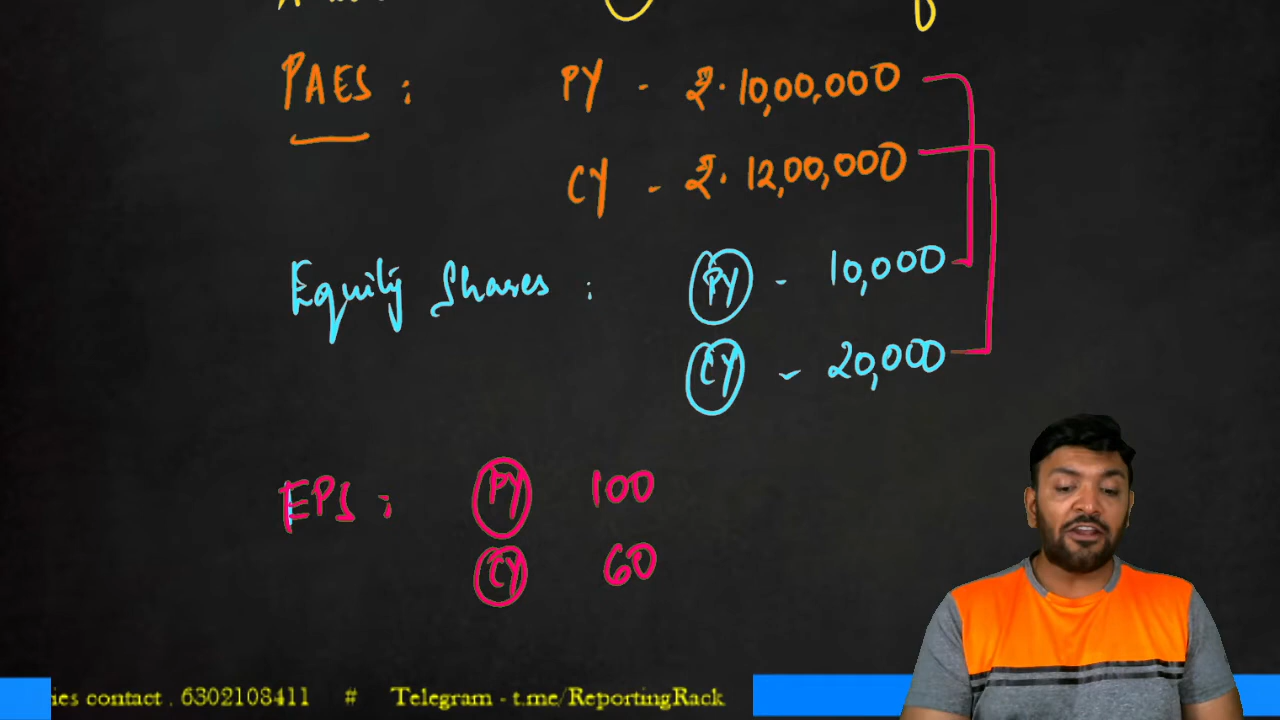 PAES : PY - ₹. 10,00,000
CY - ₹. 12,00,000
Equity Shares : PY - 10,000
CY - 20,000
EPS : PY 100
CY 60
ies contact . 6302108411 # Telegram - t.me/ReportingRack